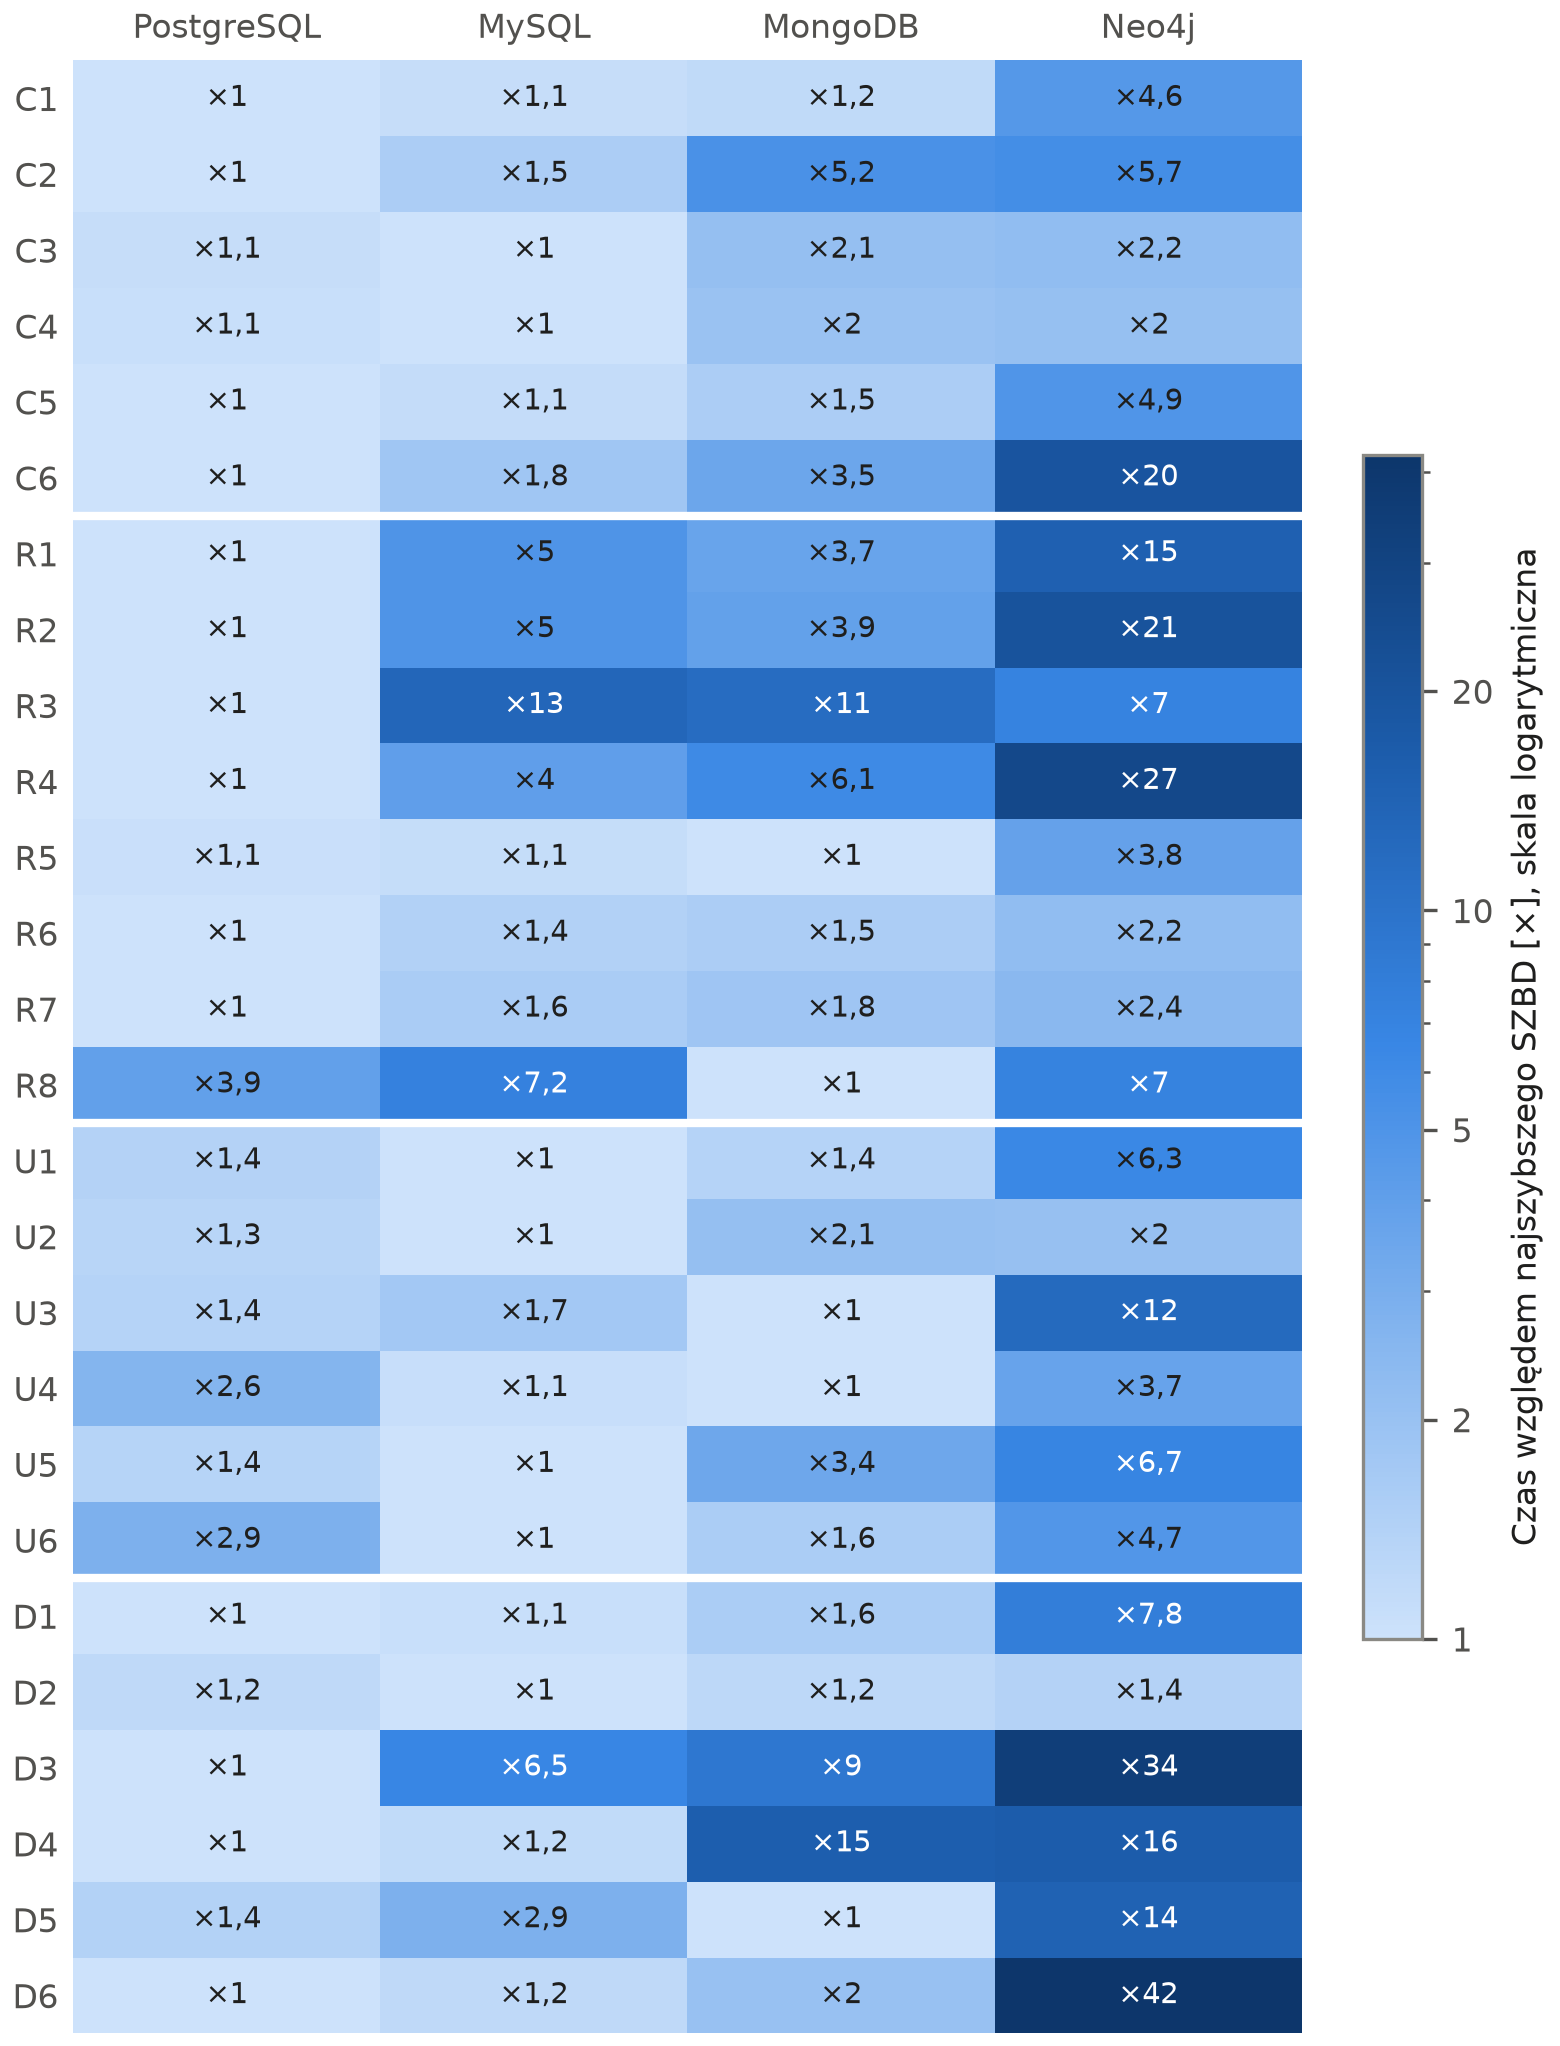 PostgreSQL MySQL MongoDB Neo4j
C1 ×1 ×1,1 ×1,2 ×4,6
C2 ×1 ×1,5 ×5,2 ×5,7
C3 ×1,1 ×1 ×2,1 ×2,2
C4 ×1,1 ×1 ×2 ×2
C5 ×1 ×1,1 ×1,5 ×4,9
C6 ×1 ×1,8 ×3,5 ×20
R1 ×1 ×5 ×3,7 ×15
R2 ×1 ×5 ×3,9 ×21
R3 ×1 ×13 ×11 ×7
R4 ×1 ×4 ×6,1 ×27
R5 ×1,1 ×1,1 ×1 ×3,8
R6 ×1 ×1,4 ×1,5 ×2,2
R7 ×1 ×1,6 ×1,8 ×2,4
R8 ×3,9 ×7,2 ×1 ×7
U1 ×1,4 ×1 ×1,4 ×6,3
U2 ×1,3 ×1 ×2,1 ×2
U3 ×1,4 ×1,7 ×1 ×12
U4 ×2,6 ×1,1 ×1 ×3,7
U5 ×1,4 ×1 ×3,4 ×6,7
U6 ×2,9 ×1 ×1,6 ×4,7
D1 ×1 ×1,1 ×1,6 ×7,8
D2 ×1,2 ×1 ×1,2 ×1,4
D3 ×1 ×6,5 ×9 ×34
D4 ×1 ×1,2 ×15 ×16
D5 ×1,4 ×2,9 ×1 ×14
D6 ×1 ×1,2 ×2 ×42
20
10
5
2
1
Czas względem najszybszego SZBD [×], skala logarytmiczna